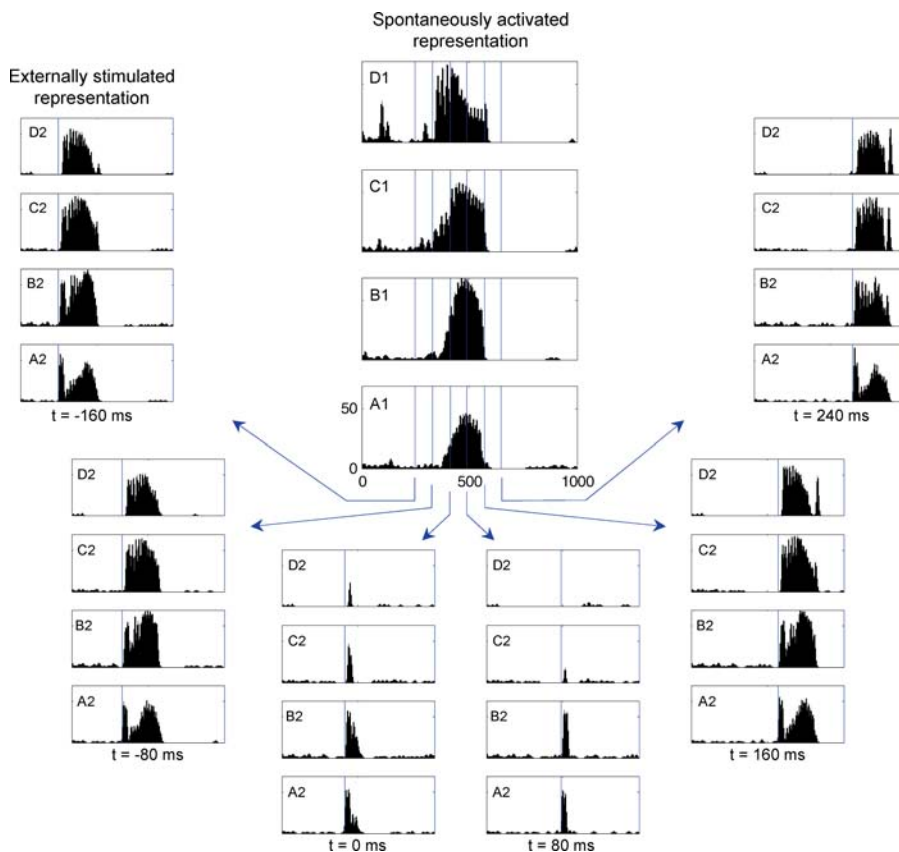 Spontaneously activated
representation
D1
C1
B1
A1
50
0
0 500 1000
Externally stimulated
representation
D2
C2
B2
A2
t = -160 ms
D2
C2
B2
A2
t = -80 ms
D2
C2
B2
A2
t = 0 ms
D2
C2
B2
A2
t = 80 ms
D2
C2
B2
A2
t = 160 ms
D2
C2
B2
A2
t = 240 ms